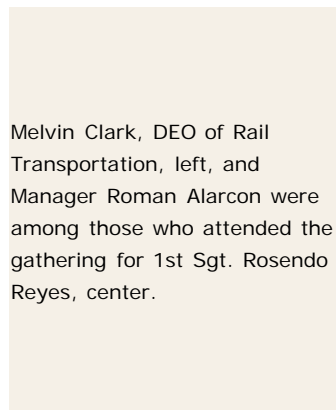 Melvin Clark, DEO of Rail
Transportation, left, and
Manager Roman Alarcon were
among those who attended the
gathering for 1st Sgt. Rosendo
Reyes, center.